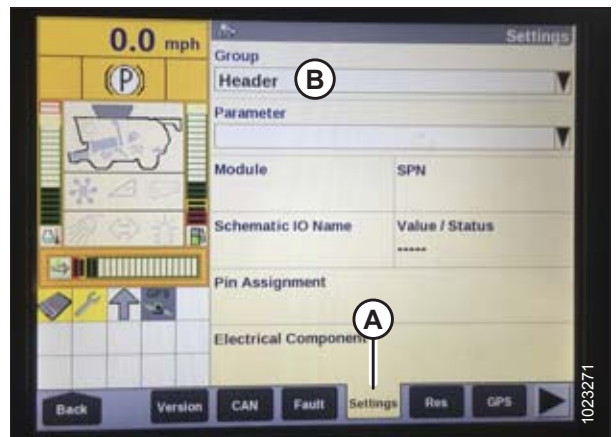 0.0 mph
Settings
Group
Header
B
(P)
Parameter
Module
SPN
Schematic IO Name
Value / Status
-----
Pin Assignment
A
Electrical Component
Back
Version
CAN
Fault
Settings
Res
GPS
1023271